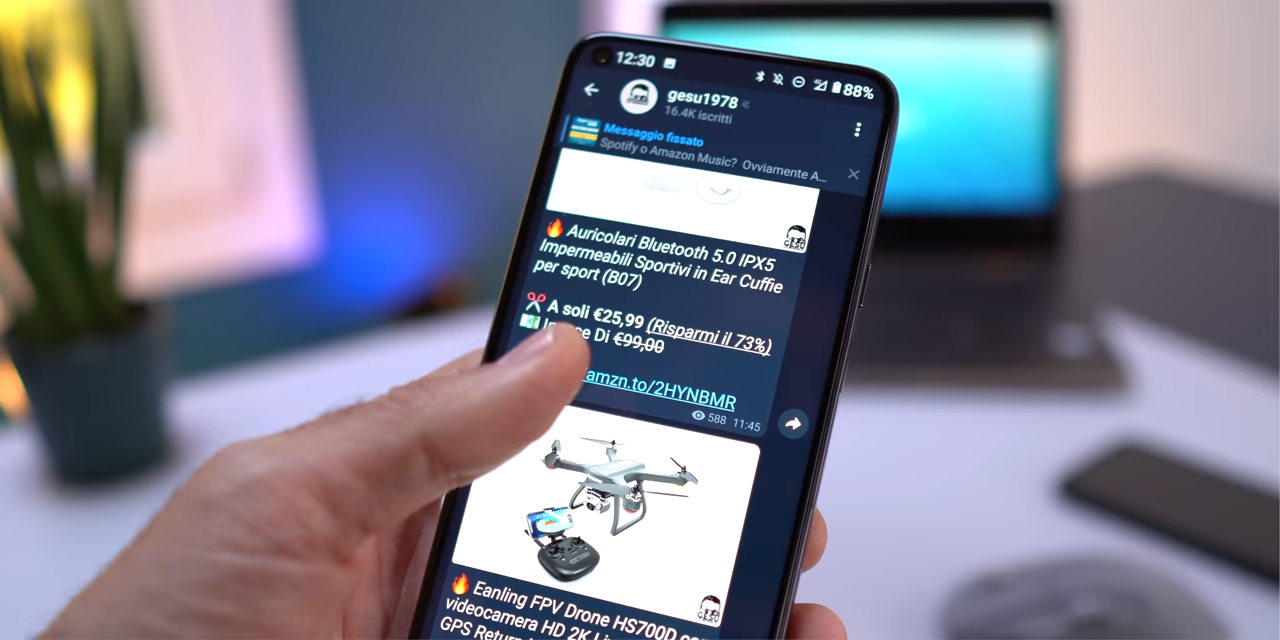 12:30
88%
gesu1978
16.4K iscritti
Messaggio fissato
Spotify o Amazon Music? Ovviamente A...
GESU
🔥 Auricolari Bluetooth 5.0 IPX5
Impermeabili Sportivi in Ear Cuffie
per sport (B07)
A soli €25,99 (Risparmi il 73%)
Di €99,00
amzn.to/2HYNBMR
588 11:45
GESU
🔥 Eanling FPV Drone HS700D
videocamera HD 2K
GPS